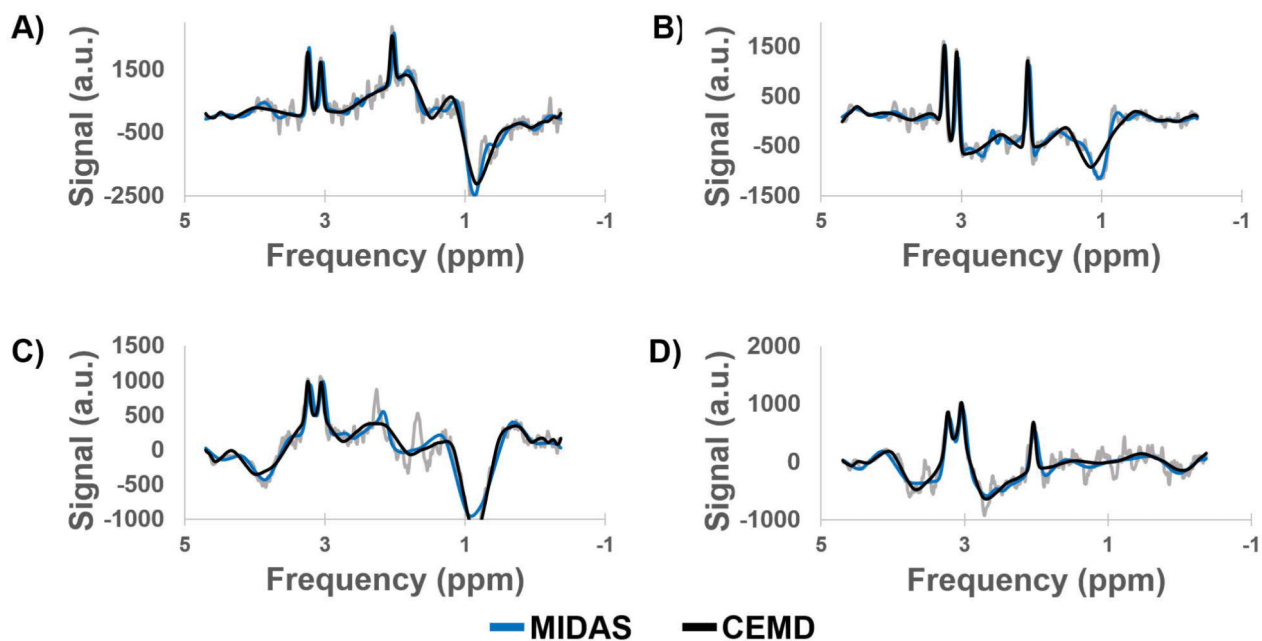 A)
Signal (a.u.)
1500
-500
-2500
5
3
1
-1
Frequency (ppm)
B)
Signal (a.u.)
1500
500
-500
-1500
5
3
1
-1
Frequency (ppm)
C)
Signal (a.u.)
1500
1000
500
0
-500
-1000
5
3
1
-1
Frequency (ppm)
D)
Signal (a.u.)
2000
1000
0
-1000
5
3
1
-1
Frequency (ppm)
MIDAS
CEMD